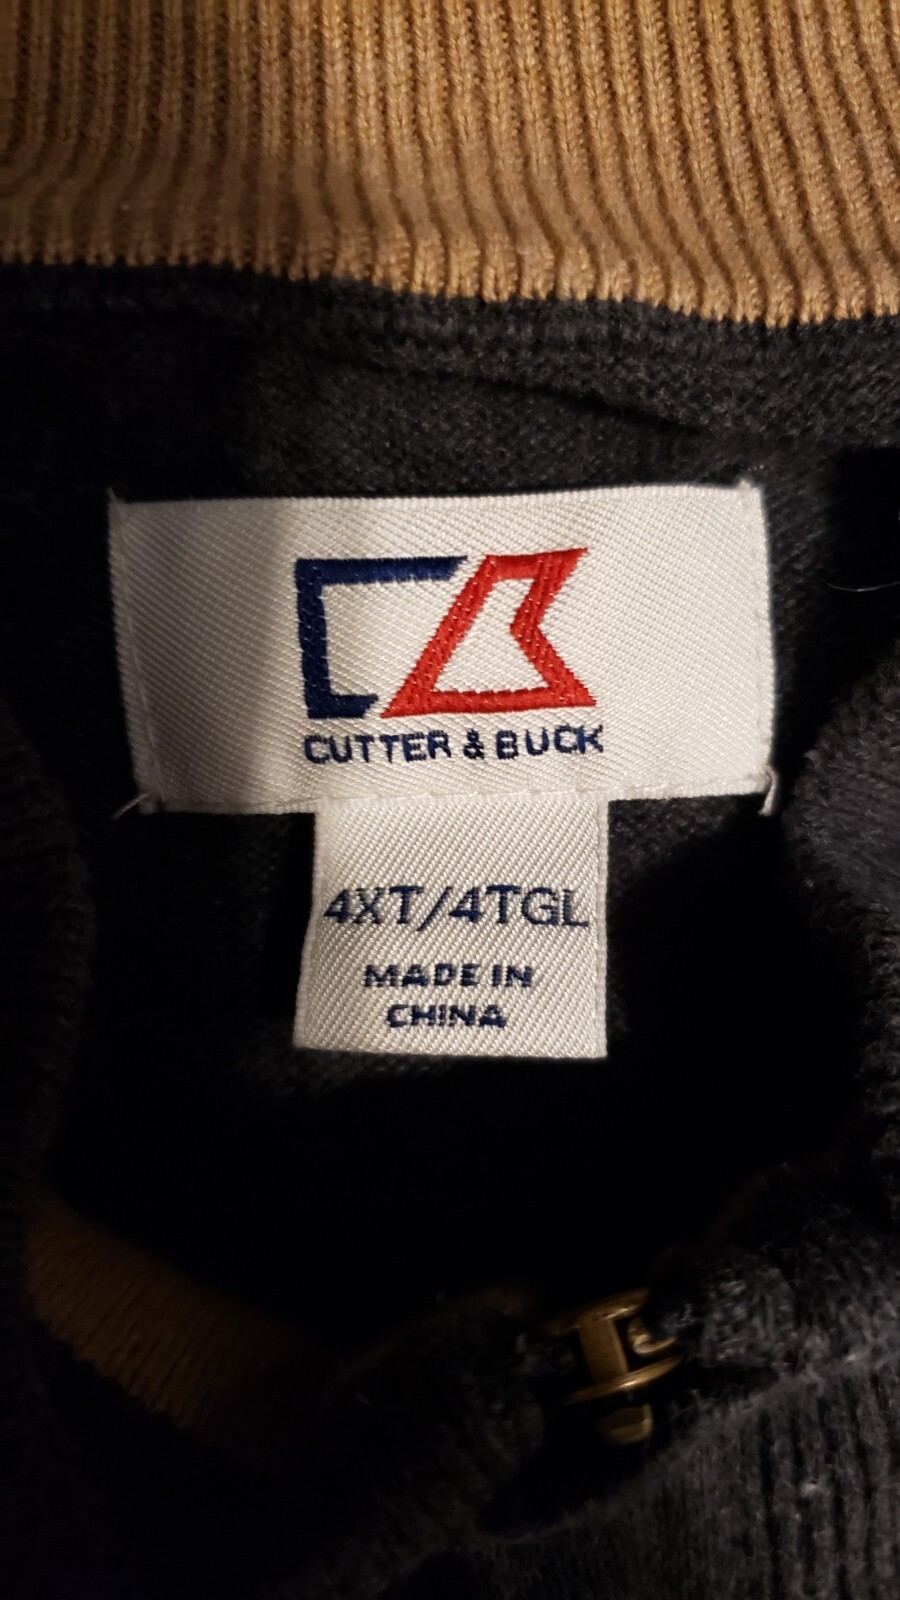 CUTTER & BUCK
4XT/4TGL
MADE IN
CHINA